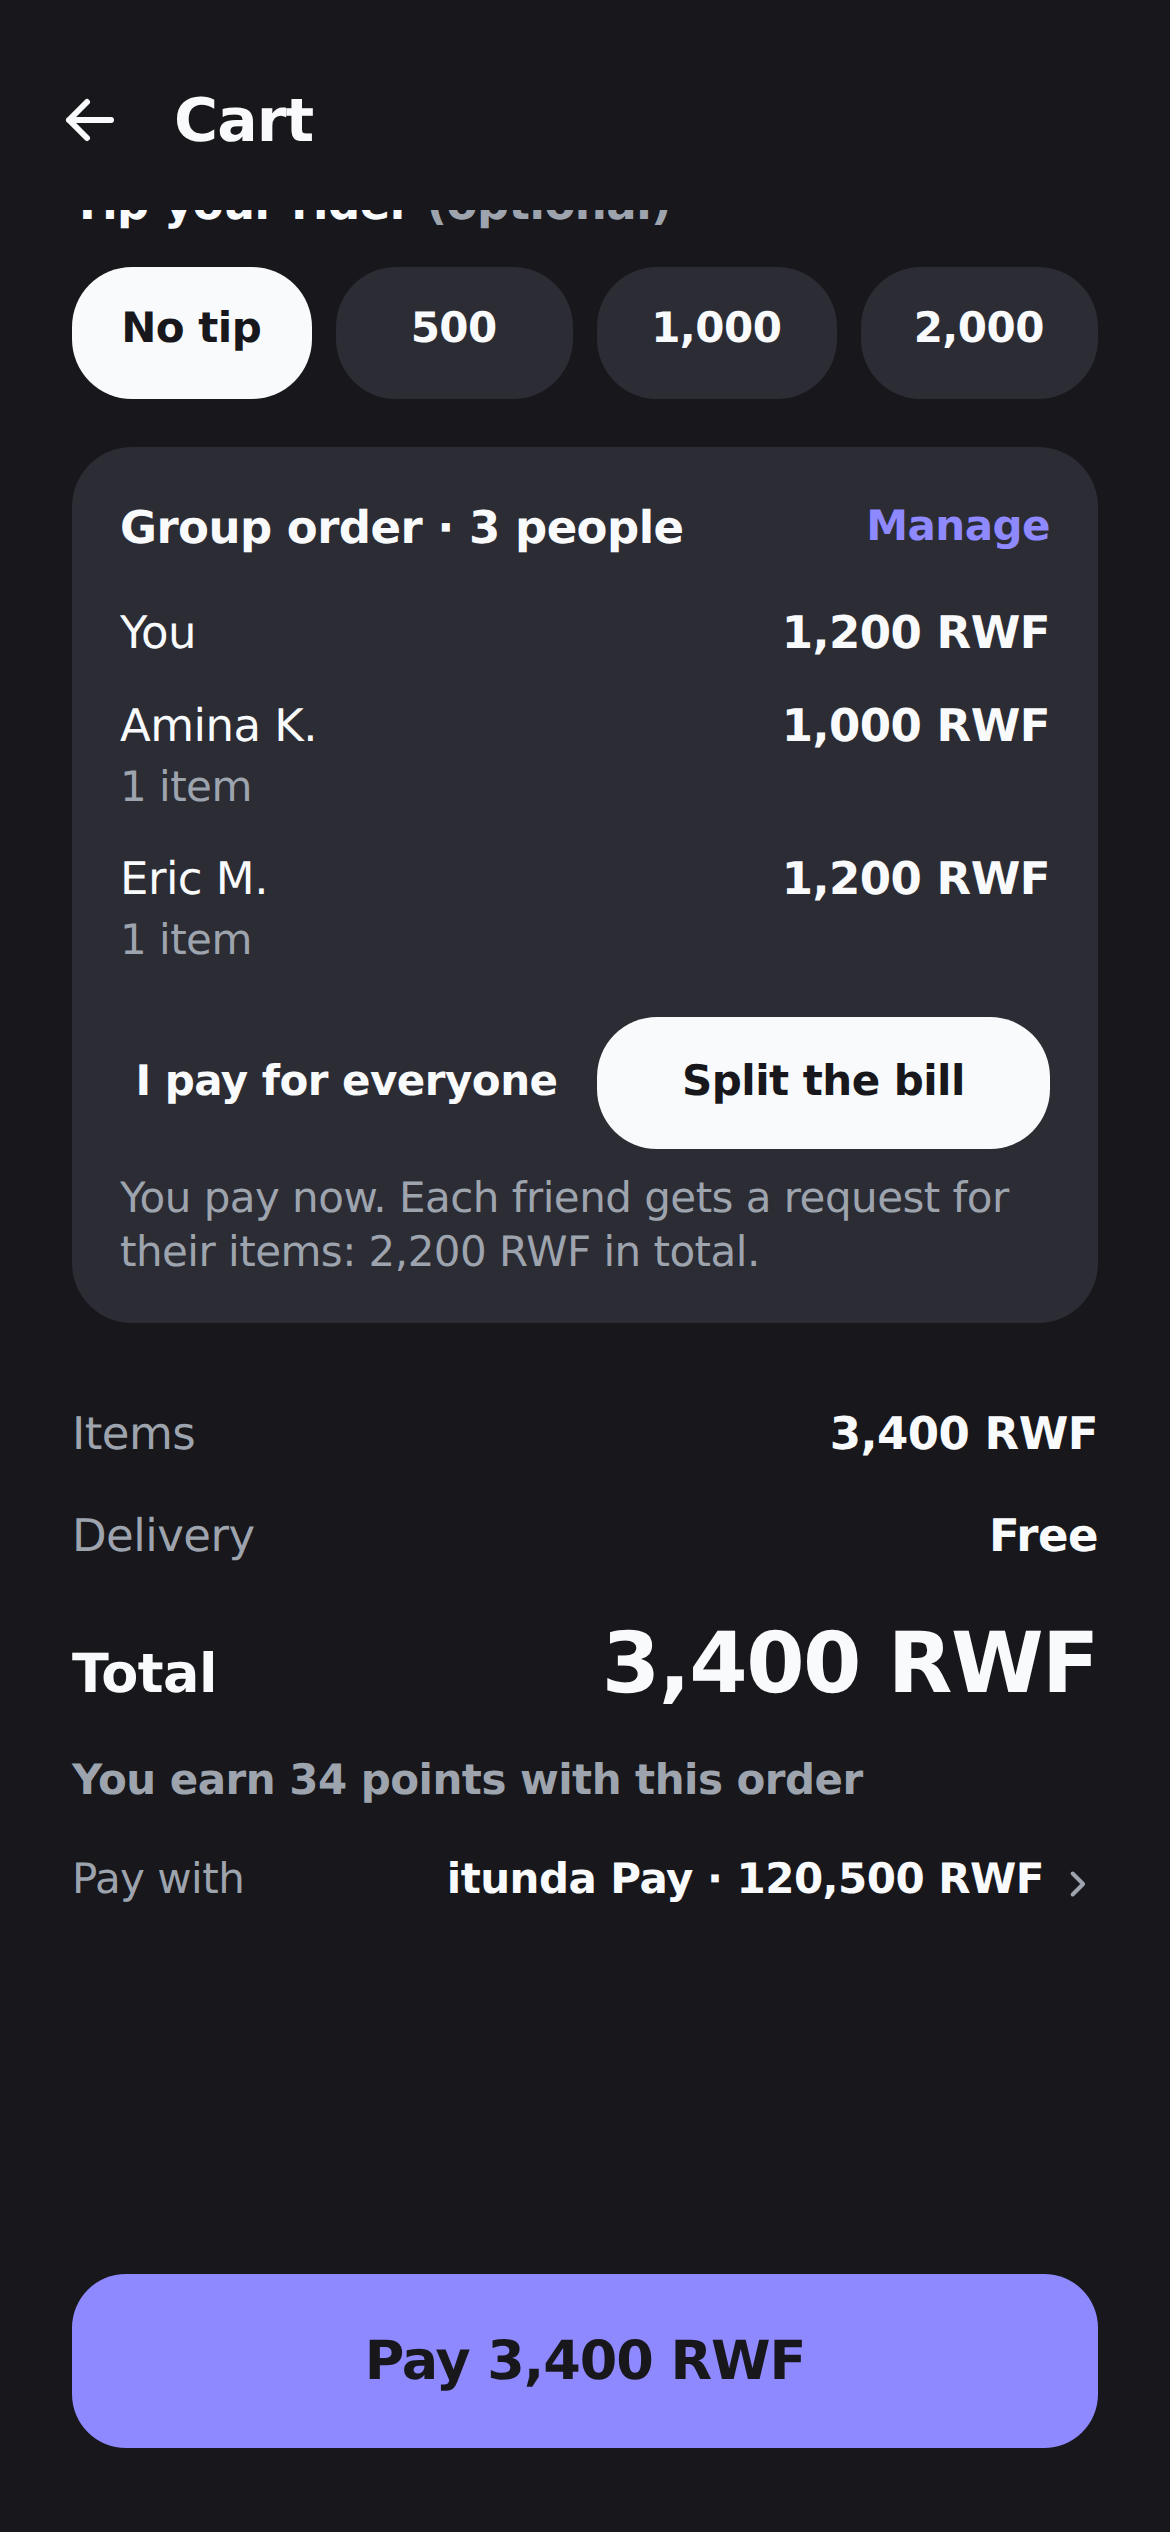 Cart
Tip your rider (optional)
No tip
500
1,000
2,000
Group order · 3 people
Manage
You
1,200 RWF
Amina K.
1,000 RWF
1 item
Eric M.
1,200 RWF
1 item
I pay for everyone
Split the bill
You pay now. Each friend gets a request for
their items: 2,200 RWF in total.
Items
3,400 RWF
Delivery
Free
Total
3,400 RWF
You earn 34 points with this order
Pay with
itunda Pay · 120,500 RWF
Pay 3,400 RWF